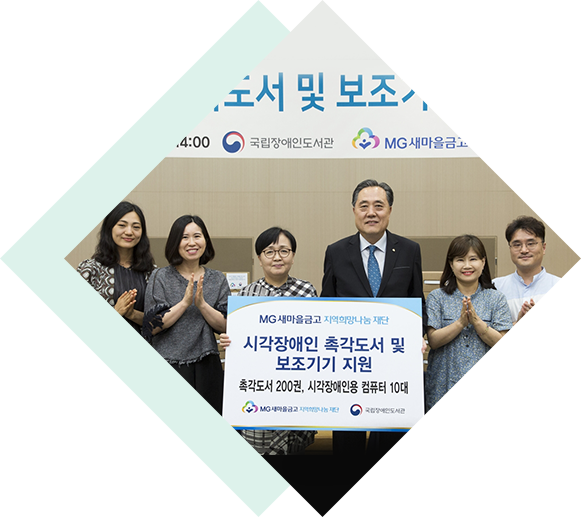 도서 및 보조기
14:00 국립장애인도서관 MG새마을금고
MG새마을금고 지역희망나눔 재단
시각장애인 촉각도서 및
보조기기 지원
촉각도서 200권, 시각장애인용 컴퓨터 10대
MG새마을금고 지역희망나눔 재단 국립장애인도서관